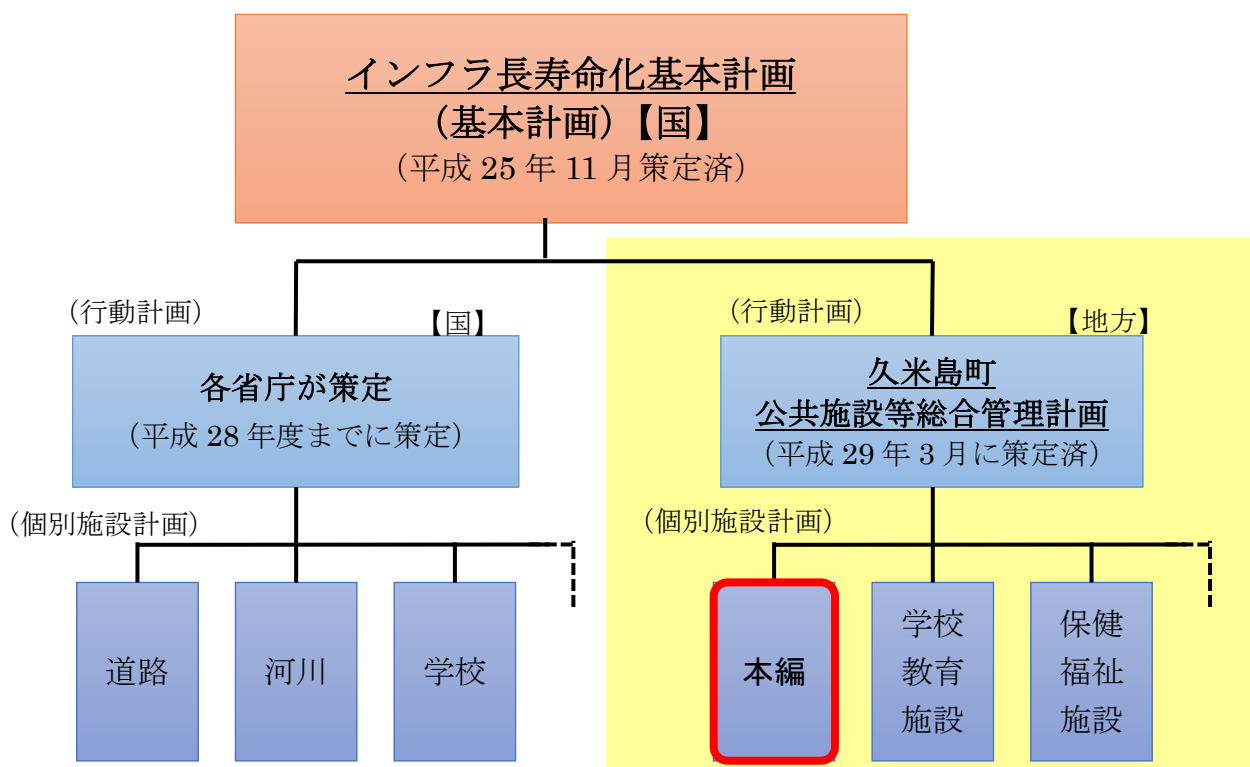 インフラ長寿命化基本計画
(基本計画)【国】
(平成 25 年 11 月策定済)
(行動計画)
【国】
各省庁が策定
(平成 28 年度までに策定)
(行動計画)
【地方】
久米島町
公共施設等総合管理計画
(平成 29 年 3 月に策定済)
(個別施設計画)
道路
河川
学校
(個別施設計画)
本編
学校
教育
施設
保健
福祉
施設